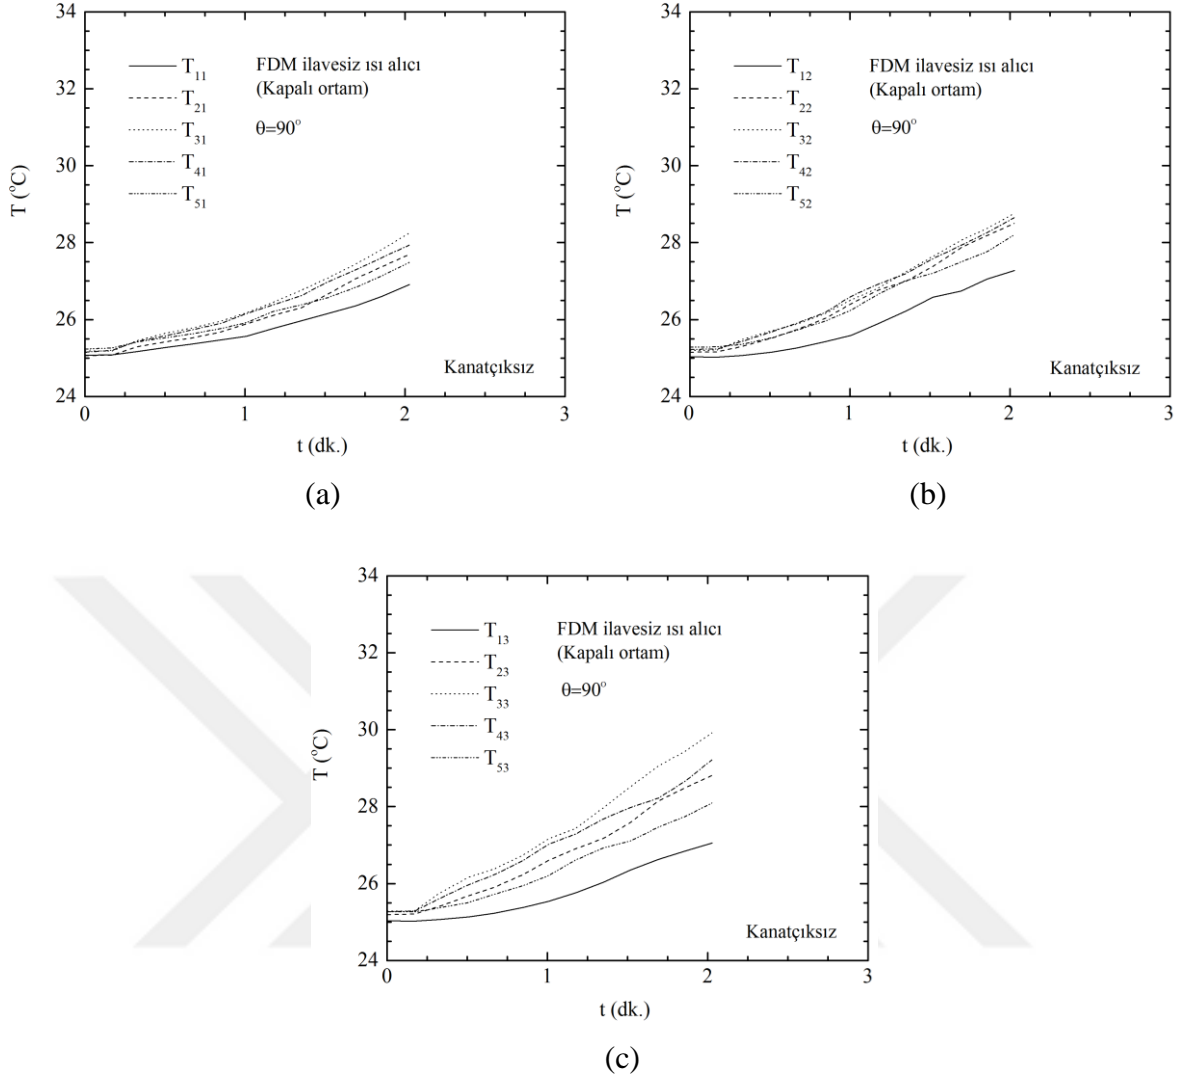 34
32
30
28
26
24
T (°C)
T₁₁
T₂₁
T₃₁
T₄₁
T₅₁
FDM ilavesiz ısı alıcı
(Kapalı ortam)
θ=90°
Kanatçıksız
0 1 2 3
t (dk.)
(a)
34
32
30
28
26
24
T (°C)
T₁₂
T₂₂
T₃₂
T₄₂
T₅₂
FDM ilavesiz ısı alıcı
(Kapalı ortam)
θ=90°
Kanatçıksız
0 1 2 3
t (dk.)
(b)
34
32
30
28
26
24
T (°C)
T₁₃
T₂₃
T₃₃
T₄₃
T₅₃
FDM ilavesiz ısı alıcı
(Kapalı ortam)
θ=90°
Kanatçıksız
0 1 2 3
t (dk.)
(c)